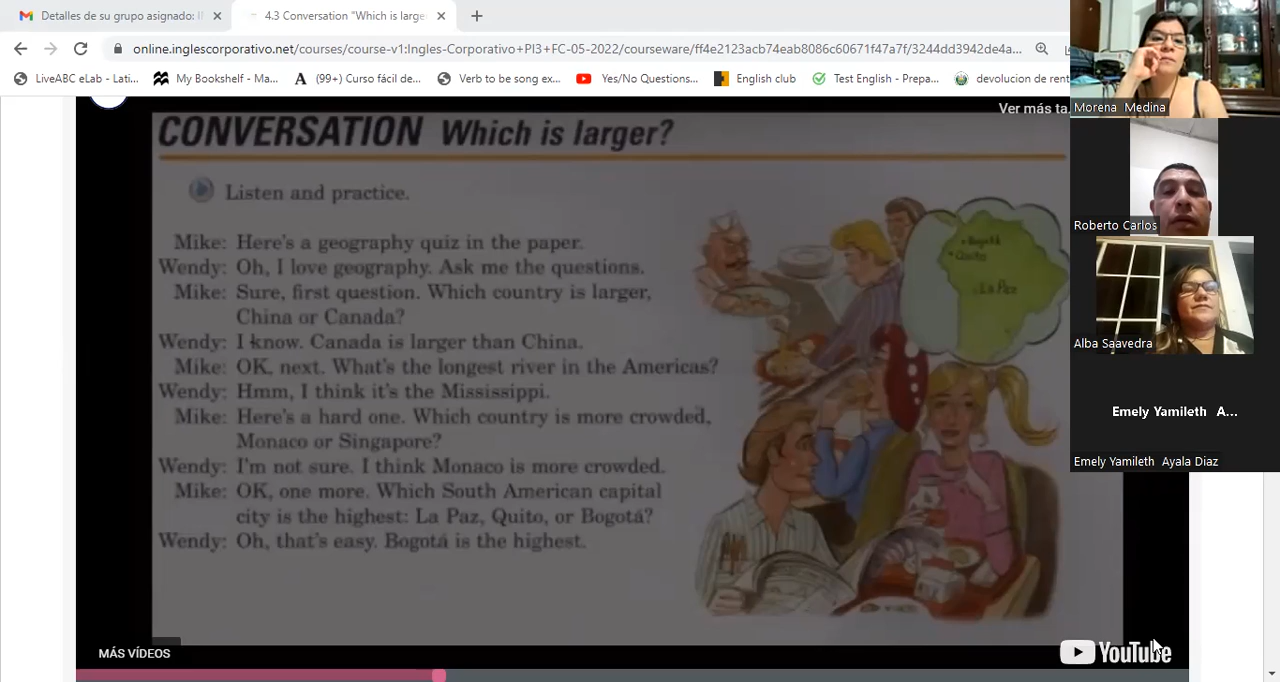 Detalles de su grupo asignado: I
4.3 Conversation "Which is large
online.inglescorporativo.net/courses/course-v1:Ingles-Corporativo+PI3+FC-05-2022/courseware/ff4e2123acb74eab8086c60671f47a7f/3244dd3942de4a...
LiveABC eLab - Lati...
My Bookshelf - Ma...
(99+) Curso fácil de...
Verb to be song ex...
Yes/No Questions...
English club
Test English - Prepa...
devolucion de rent
Ver más ta
CONVERSATION Which is larger?
Listen and practice.
Mike: Here's a geography quiz in the paper.
Wendy: Oh, I love geography. Ask me the questions.
Mike: Sure, first question. Which country is larger,
China or Canada?
Wendy: I know. Canada is larger than China.
Mike: OK, next. What's the longest river in the Americas?
Wendy: Hmm, I think it's the Mississippi.
Mike: Here's a hard one. Which country is more crowded,
Monaco or Singapore?
Wendy: I'm not sure. I think Monaco is more crowded.
Mike: OK, one more. Which South American capital
city is the highest: La Paz, Quito, or Bogotá?
Wendy: Oh, that's easy. Bogotá is the highest.
Bogotá
Quito
La Paz
MÁS VÍDEOS
YouTube
Morena Medina
Roberto Carlos
Alba Saavedra
Emely Yamileth A...
Emely Yamileth Ayala Diaz